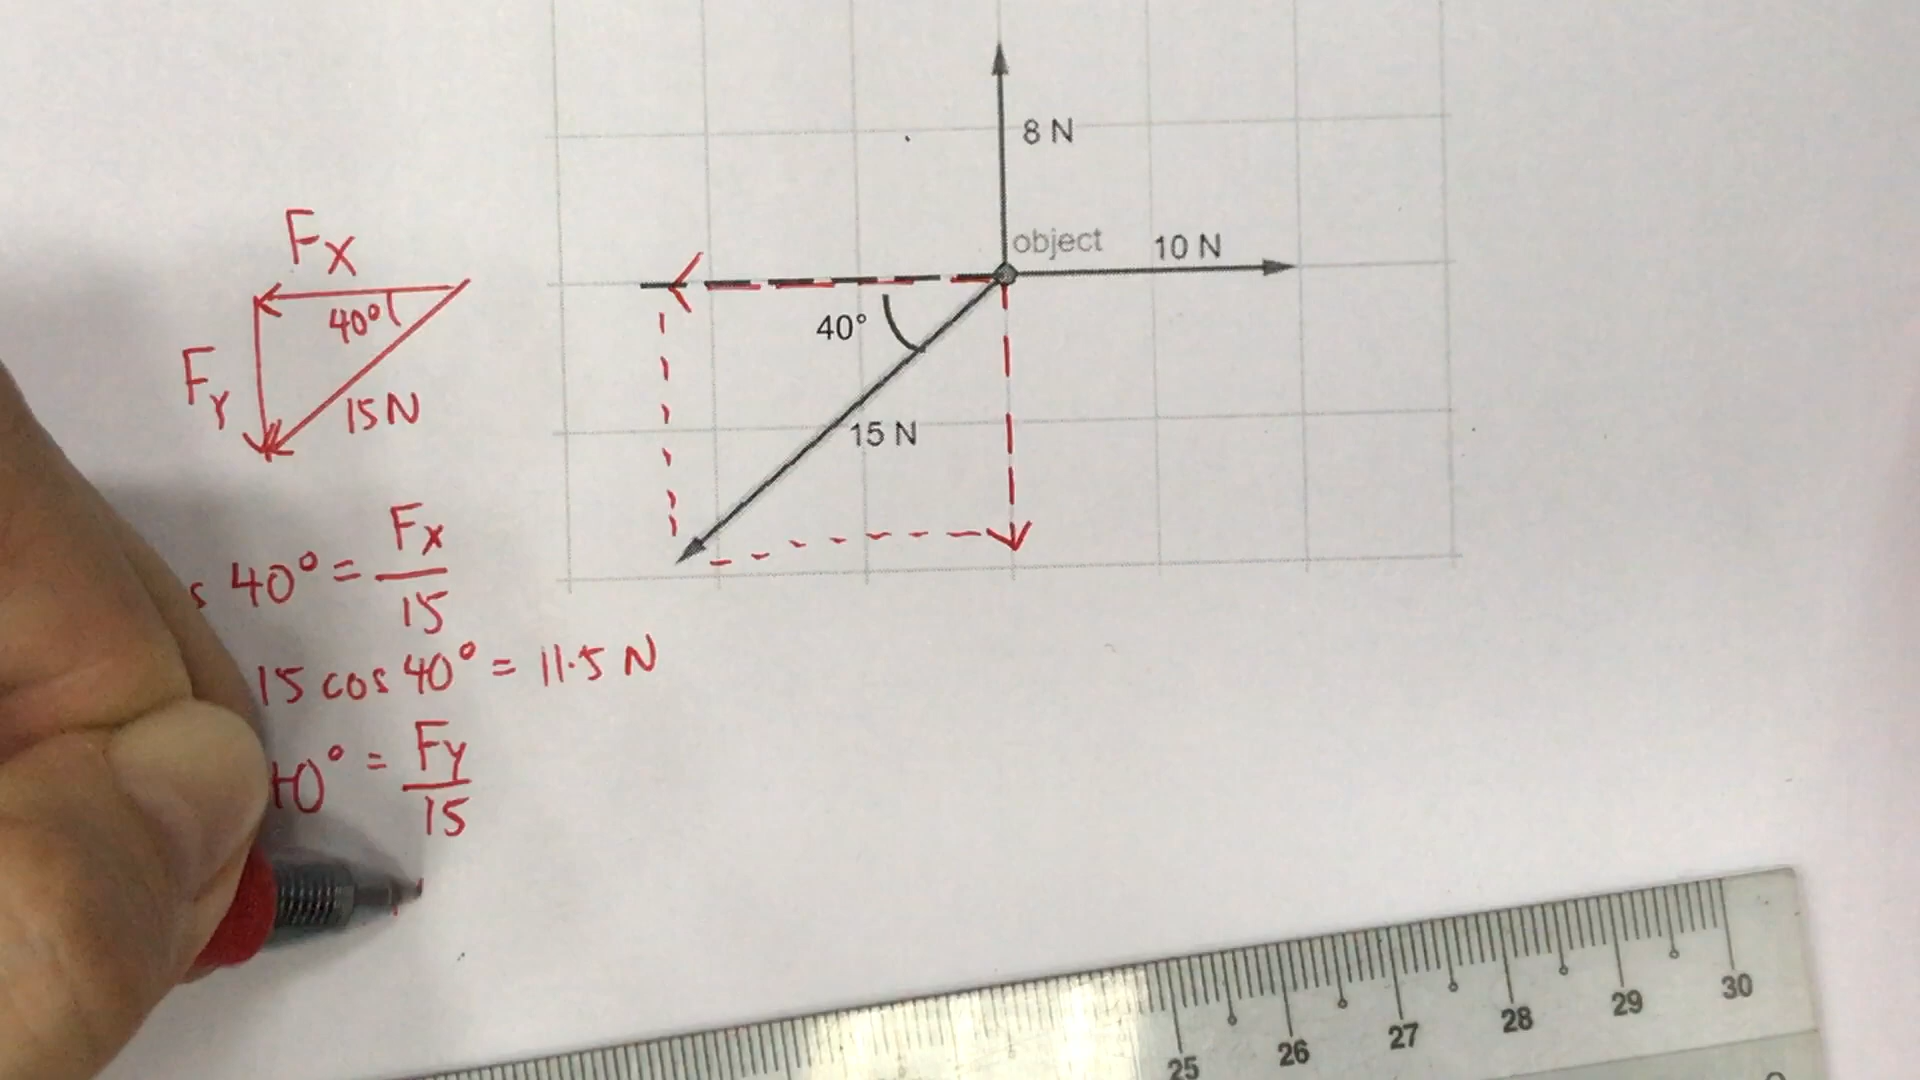 8 N
object
10 N
40°
15 N
Fx
40°
Fy
15N
s 40° = Fx
15
15 cos 40° = 11.5 N
40° = Fy
15
25 26 27 28 29 30